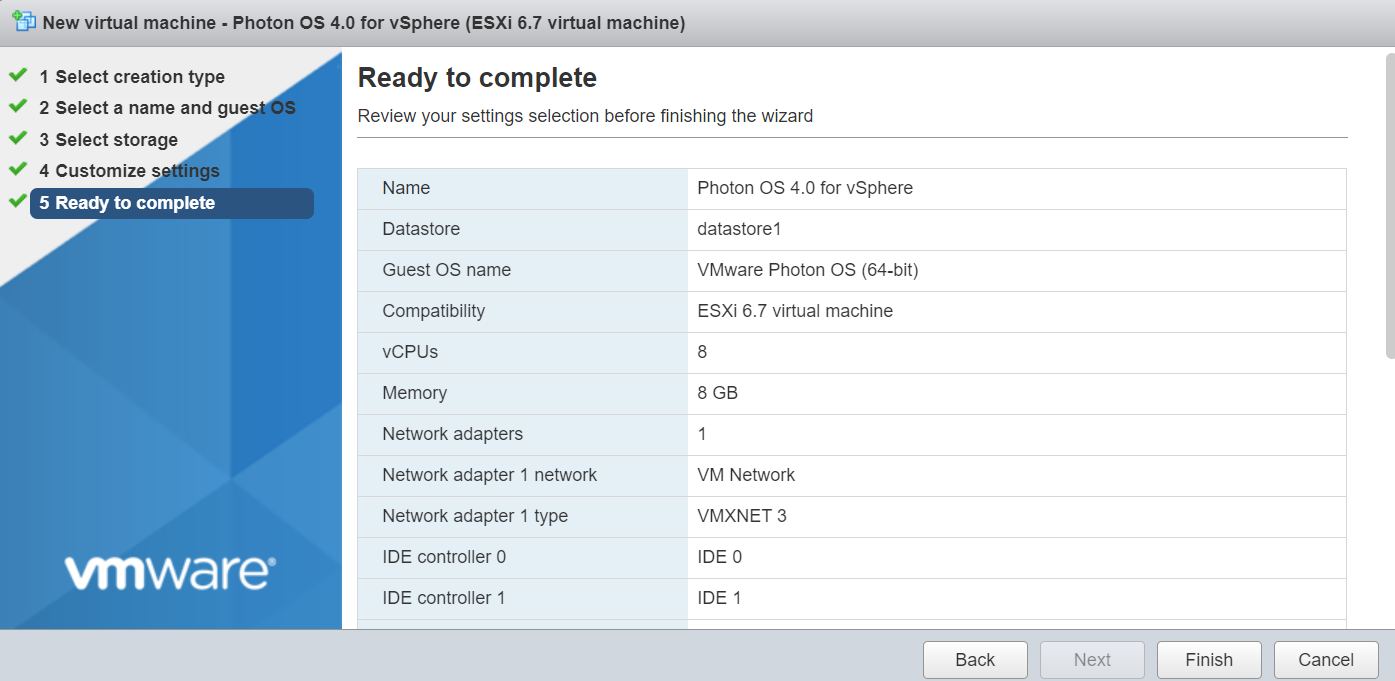 New virtual machine - Photon OS 4.0 for vSphere (ESXi 6.7 virtual machine)
1 Select creation type
2 Select a name and guest OS
3 Select storage
4 Customize settings
5 Ready to complete
vmware®
Ready to complete
Review your settings selection before finishing the wizard
Name Photon OS 4.0 for vSphere
Datastore datastore1
Guest OS name VMware Photon OS (64-bit)
Compatibility ESXi 6.7 virtual machine
vCPUs 8
Memory 8 GB
Network adapters 1
Network adapter 1 network VM Network
Network adapter 1 type VMXNET 3
IDE controller 0 IDE 0
IDE controller 1 IDE 1
Back Next Finish Cancel